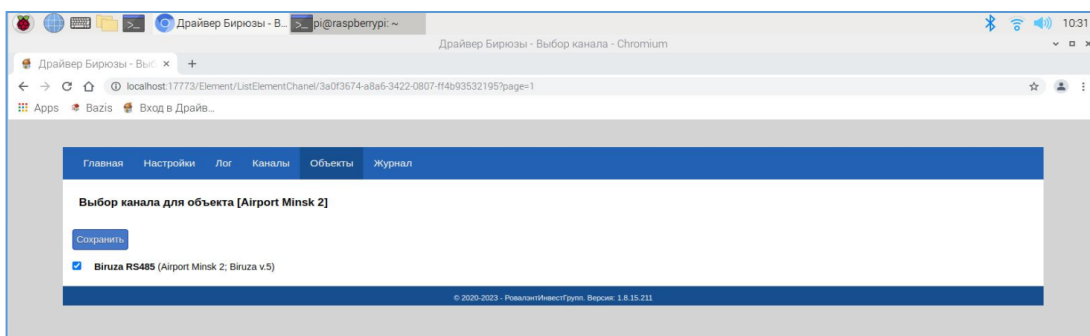 Драйвер Бирюзы - В... pi@raspberrypi: ~ 10:31
Драйвер Бирюзы - Выбор канала - Chromium
Драйвер Бирюзы - Выб
localhost:17773/Element/ListElementChanel/3a0f3674-a8a6-3422-0807-ff4b93532195?page=1
Apps Bazis Вход в Драйв...
Главная Настройки Лог Каналы Объекты Журнал
Выбор канала для объекта [Airport Minsk 2]
Сохранить
Biruza RS485 (Airport Minsk 2; Biruza v.5)
© 2020-2023 - РовалэнтИнвестГрупп. Версия: 1.8.15.211